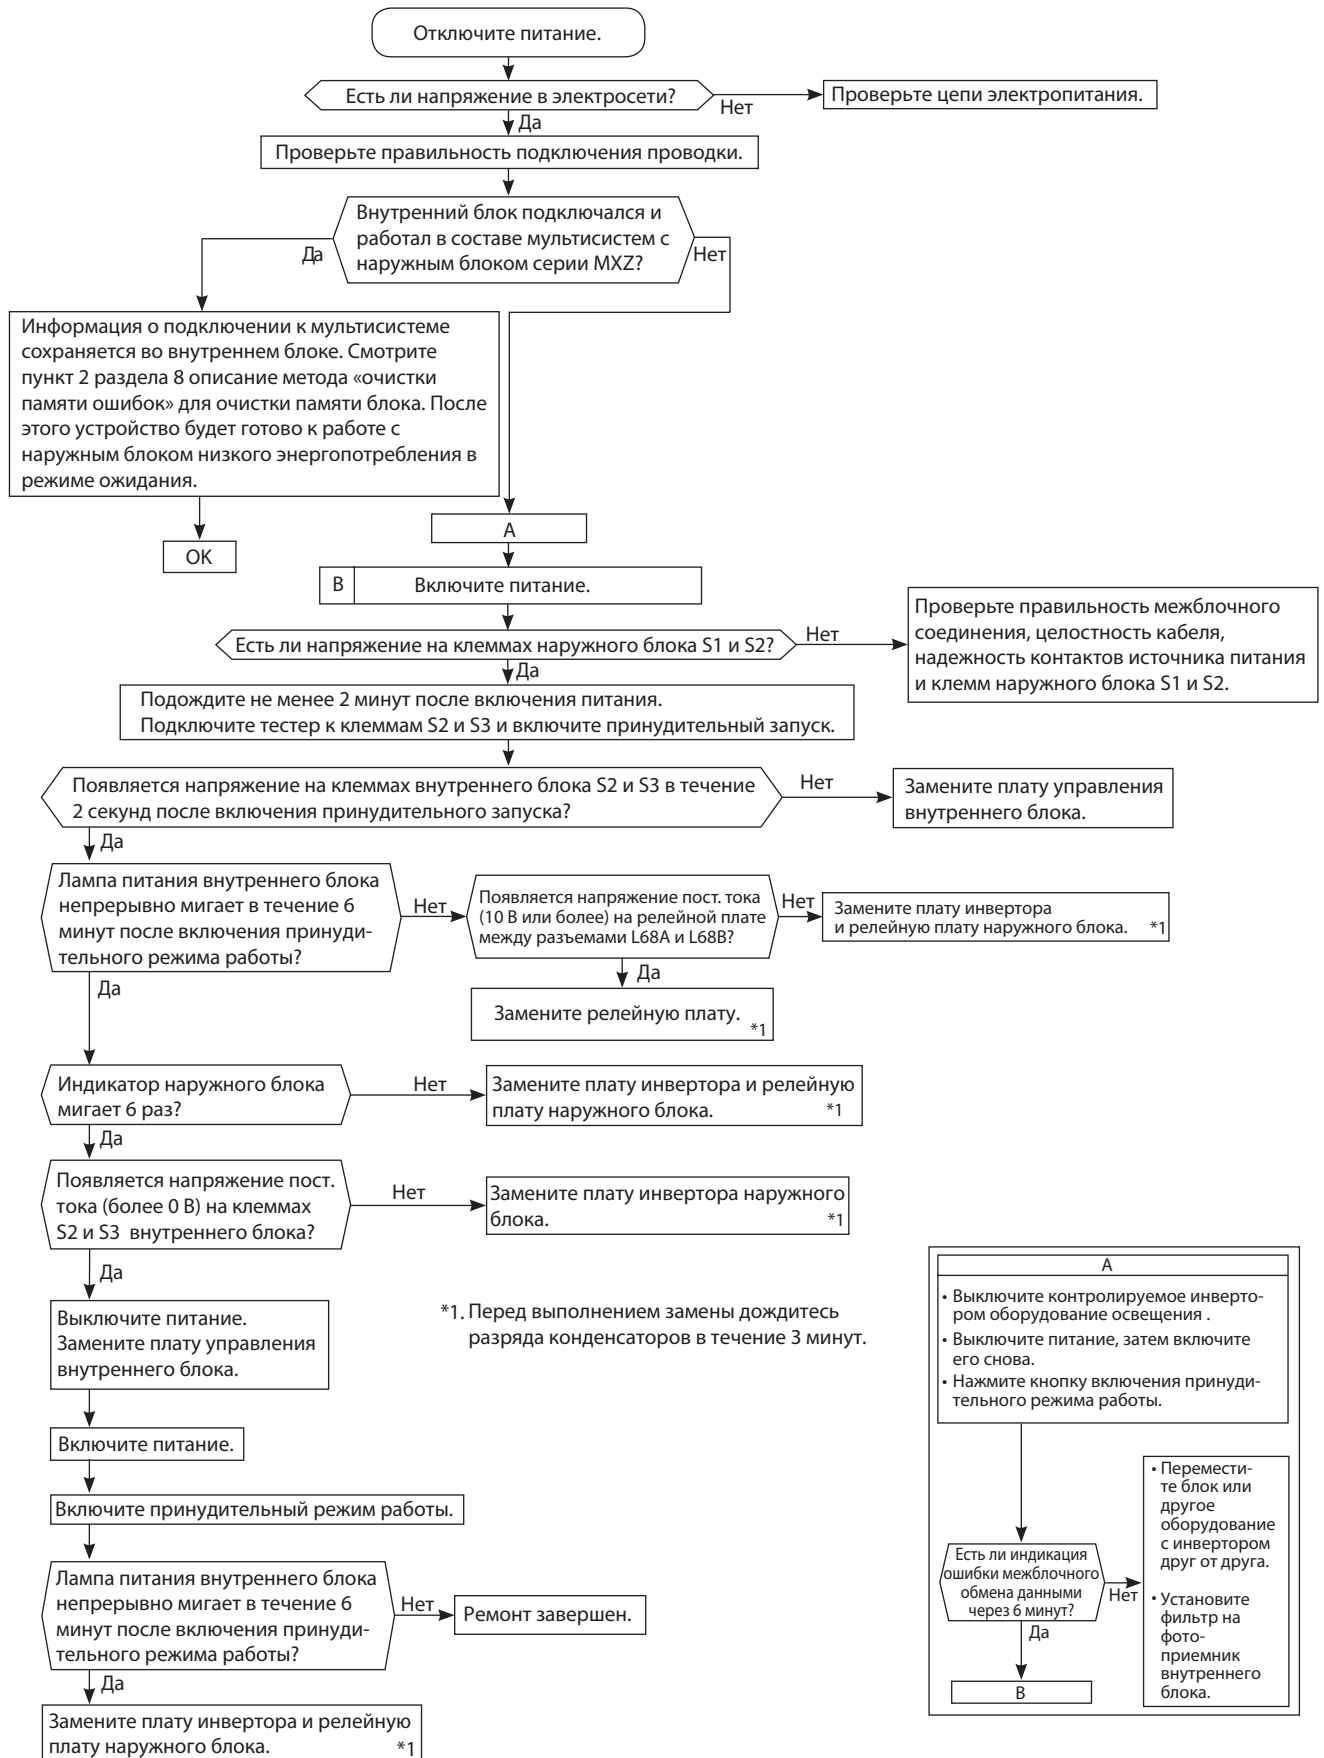 Отключите питание.
Есть ли напряжение в электросети?
Нет
Проверьте цепи электропитания.
Да
Проверьте правильность подключения проводки.
Внутренний блок подключался и
работал в составе мультисистем с
наружным блоком серии MXZ?
Да
Нет
Информация о подключении к мультисистеме
сохраняется во внутреннем блоке. Смотрите
пункт 2 раздела 8 описание метода «очистки
памяти ошибок» для очистки памяти блока. После
этого устройство будет готово к работе с
наружным блоком низкого энергопотребления в
режиме ожидания.
OK
A
B
Включите питание.
Есть ли напряжение на клеммах наружного блока S1 и S2?
Нет
Проверьте правильность межблочного
соединения, целостность кабеля,
надежность контактов источника питания
и клемм наружного блока S1 и S2.
Да
Подождите не менее 2 минут после включения питания.
Подключите тестер к клеммам S2 и S3 и включите принудительный запуск.
Появляется напряжение на клеммах внутреннего блока S2 и S3 в течение
2 секунд после включения принудительного запуска?
Нет
Замените плату управления
внутреннего блока.
Да
Лампа питания внутреннего блока
непрерывно мигает в течение 6
минут после включения принуди-
тельного режима работы?
Нет
Появляется напряжение пост. тока
(10 В или более) на релейной плате
между разъемами L68A и L68B?
Нет
Замените плату инвертора
и релейную плату наружного блока. *1
Да
Замените релейную плату.
*1
Да
Индикатор наружного блока
мигает 6 раз?
Нет
Замените плату инвертора и релейную
плату наружного блока. *1
Да
Появляется напряжение пост.
тока (более 0 В) на клеммах
S2 и S3 внутреннего блока?
Нет
Замените плату инвертора наружного
блока. *1
Да
Выключите питание.
Замените плату управления
внутреннего блока.
*1. Перед выполнением замены дождитесь
разряда конденсаторов в течение 3 минут.
Включите питание.
Включите принудительный режим работы.
Лампа питания внутреннего блока
непрерывно мигает в течение 6
минут после включения принуди-
тельного режима работы?
Нет
Ремонт завершен.
Да
Замените плату инвертора и релейную
плату наружного блока. *1
A
• Выключите контролируемое инверто-
ром оборудование освещения .
• Выключите питание, затем включите
его снова.
• Нажмите кнопку включения принуди-
тельного режима работы.
Есть ли индикация
ошибки межблочного
обмена данными
через 6 минут?
Нет
• Перемести-
те блок или
другое
оборудование
с инвертором
друг от друга.
• Установите
фильтр на
фото-
приемник
внутреннего
блока.
Да
B